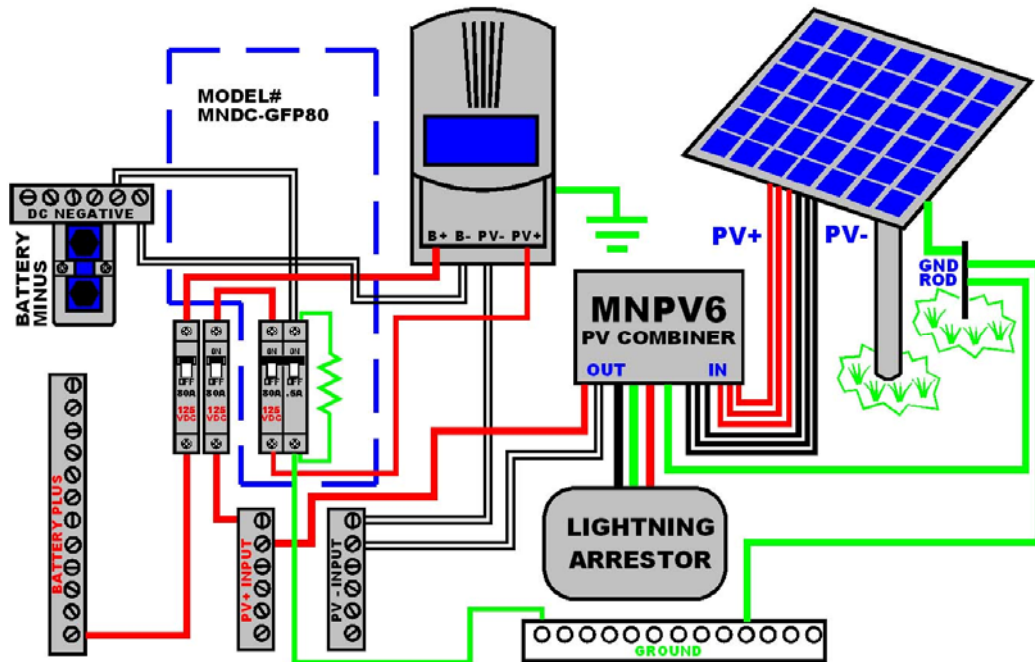 MODEL#
MNDC-GFP80
DC NEGATIVE
BATTERY
MINUS
B+ B- PV- PV+
PV+
PV-
GND
ROD
MNPV6
PV COMBINER
OUT
IN
OFF
80A
125
VDC
ON
OFF
80A
125
VDC
ON
OFF
80A
125
VDC
ON
OFF
.5A
BATTERY PLUS
PV+ INPUT
PV -INPUT
LIGHTNING
ARRESTOR
GROUND